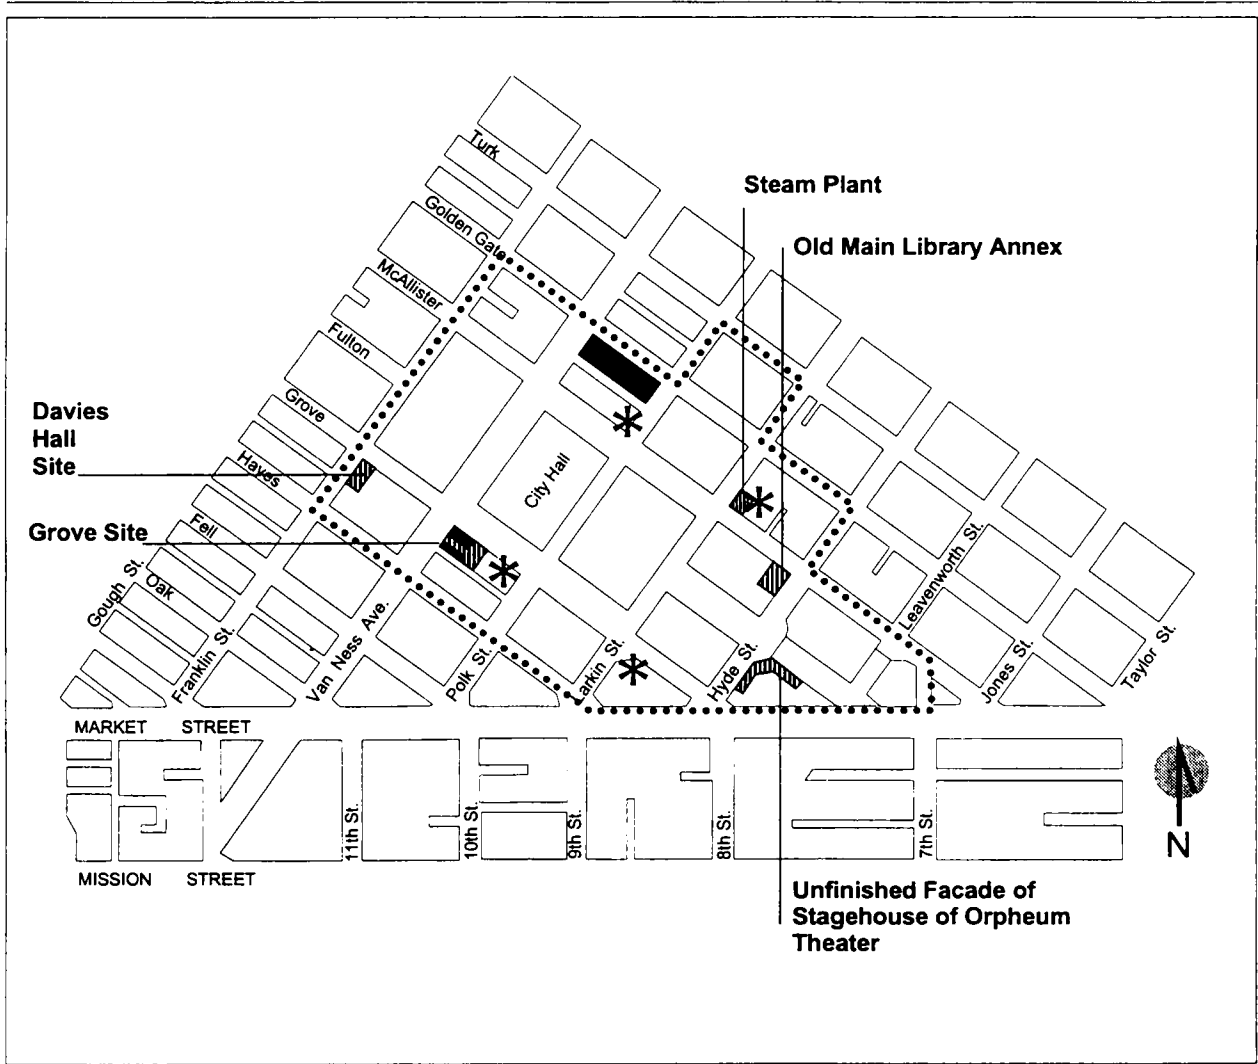 Turk
Golden Gate
McAllister
Fulton
Grove
Hayes
Fell
Oak
Gough St.
Franklin St.
Van Ness Ave.
Polk St.
Larkin St.
Hyde St.
Leavenworth St.
Jones St.
Taylor St.
City Hall
Steam Plant
Old Main Library Annex
Davies
Hall
Site
Grove Site
MARKET STREET
11th St.
10th St.
9th St.
8th St.
7th St.
MISSION STREET
N
Unfinished Facade of
Stagehouse of Orpheum
Theater